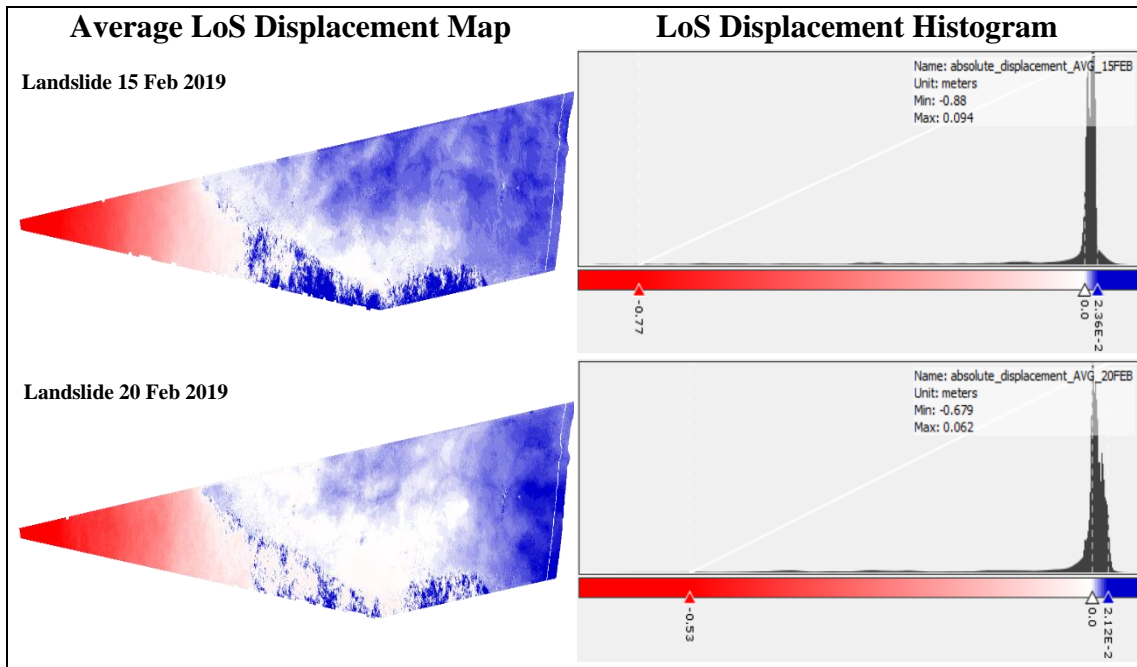 Average LoS Displacement Map
LoS Displacement Histogram
Landslide 15 Feb 2019
Name: absolute_displacement_AVG_15FEB
Unit: meters
Min: -0.88
Max: 0.094
-0.77
0.0
2.36E-2
Landslide 20 Feb 2019
Name: absolute_displacement_AVG_20FEB
Unit: meters
Min: -0.679
Max: 0.062
-0.53
0.0
2.12E-2